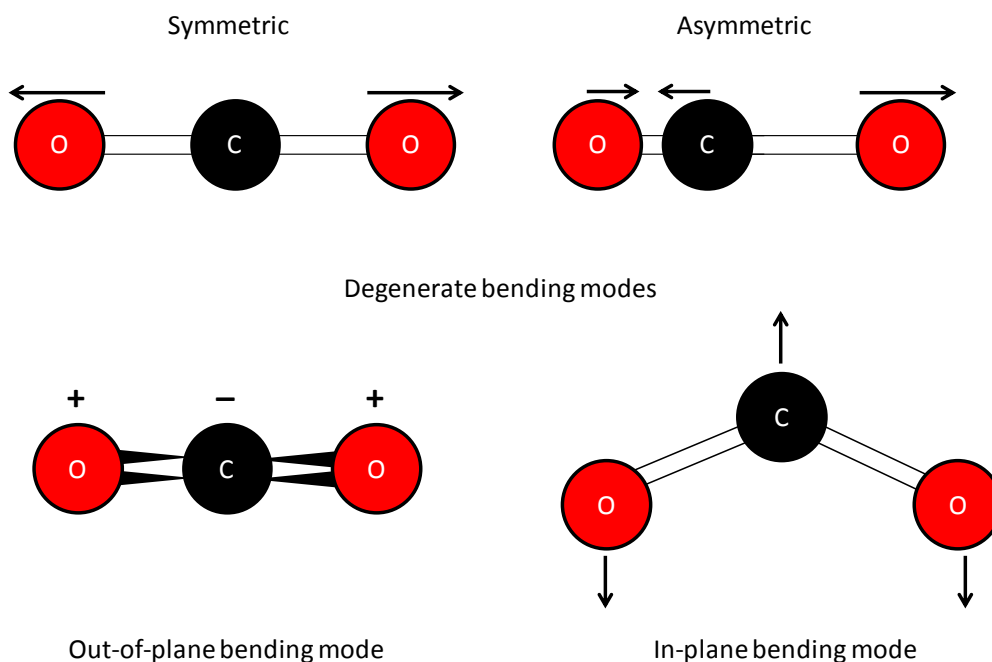 Symmetric
Asymmetric
O C O
O C O
Degenerate bending modes
+ – +
O C O
C
O O
Out-of-plane bending mode
In-plane bending mode